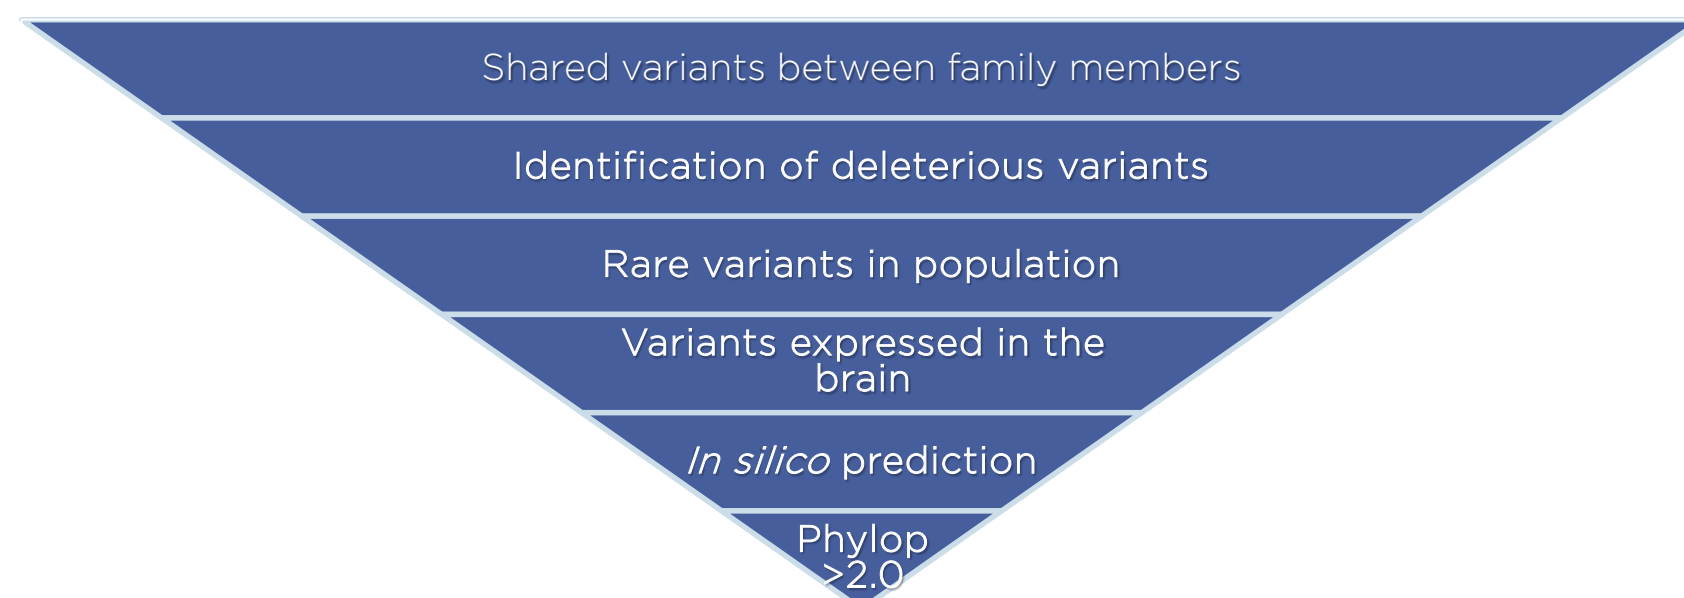 Shared variants between family members
Identification of deleterious variants
Rare variants in population
Variants expressed in the
brain
In silico prediction
Phylop
>2.0